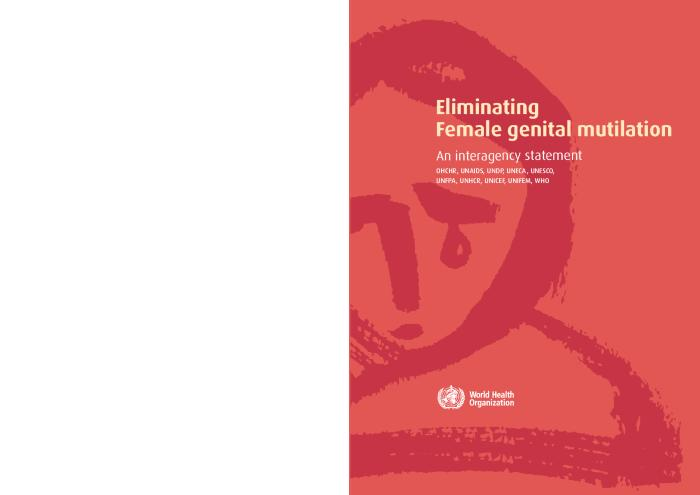 Eliminating
Female genital mutilation
An interagency statement
OHCHR, UNAIDS, UNDP, UNECA, UNESCO,
UNFPA, UNHCR, UNICEF, UNIFEM, WHO
World Health
Organization